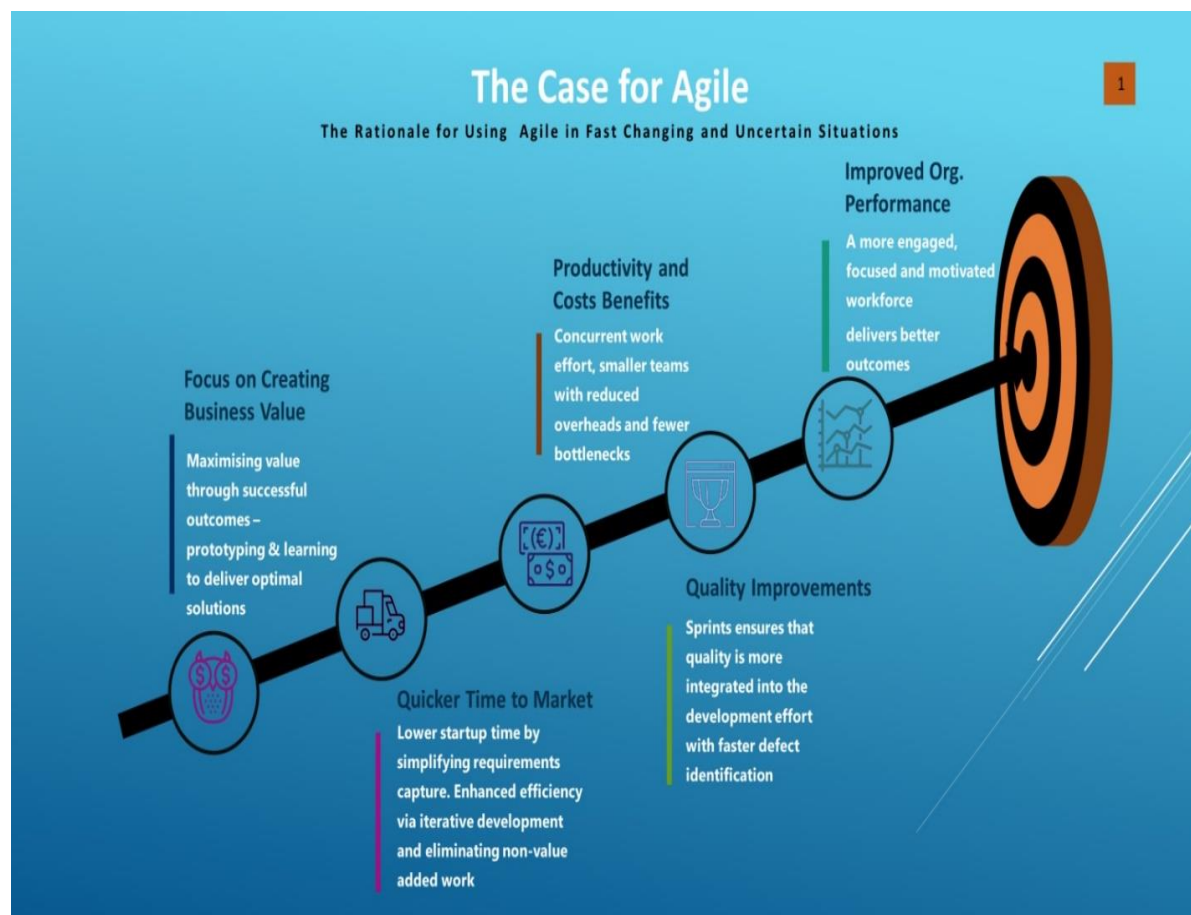 The Case for Agile
1
The Rationale for Using Agile in Fast Changing and Uncertain Situations
Focus on Creating
Business Value
Maximising value
through successful
outcomes –
prototyping & learning
to deliver optimal
solutions
Quicker Time to Market
Lower startup time by
simplifying requirements
capture. Enhanced efficiency
via iterative development
and eliminating non-value
added work
Productivity and
Costs Benefits
Concurrent work
effort, smaller teams
with reduced
overheads and fewer
bottlenecks
Quality Improvements
Sprints ensures that
quality is more
integrated into the
development effort
with faster defect
identification
Improved Org.
Performance
A more engaged,
focused and motivated
workforce
delivers better
outcomes
$ $
(€)
$